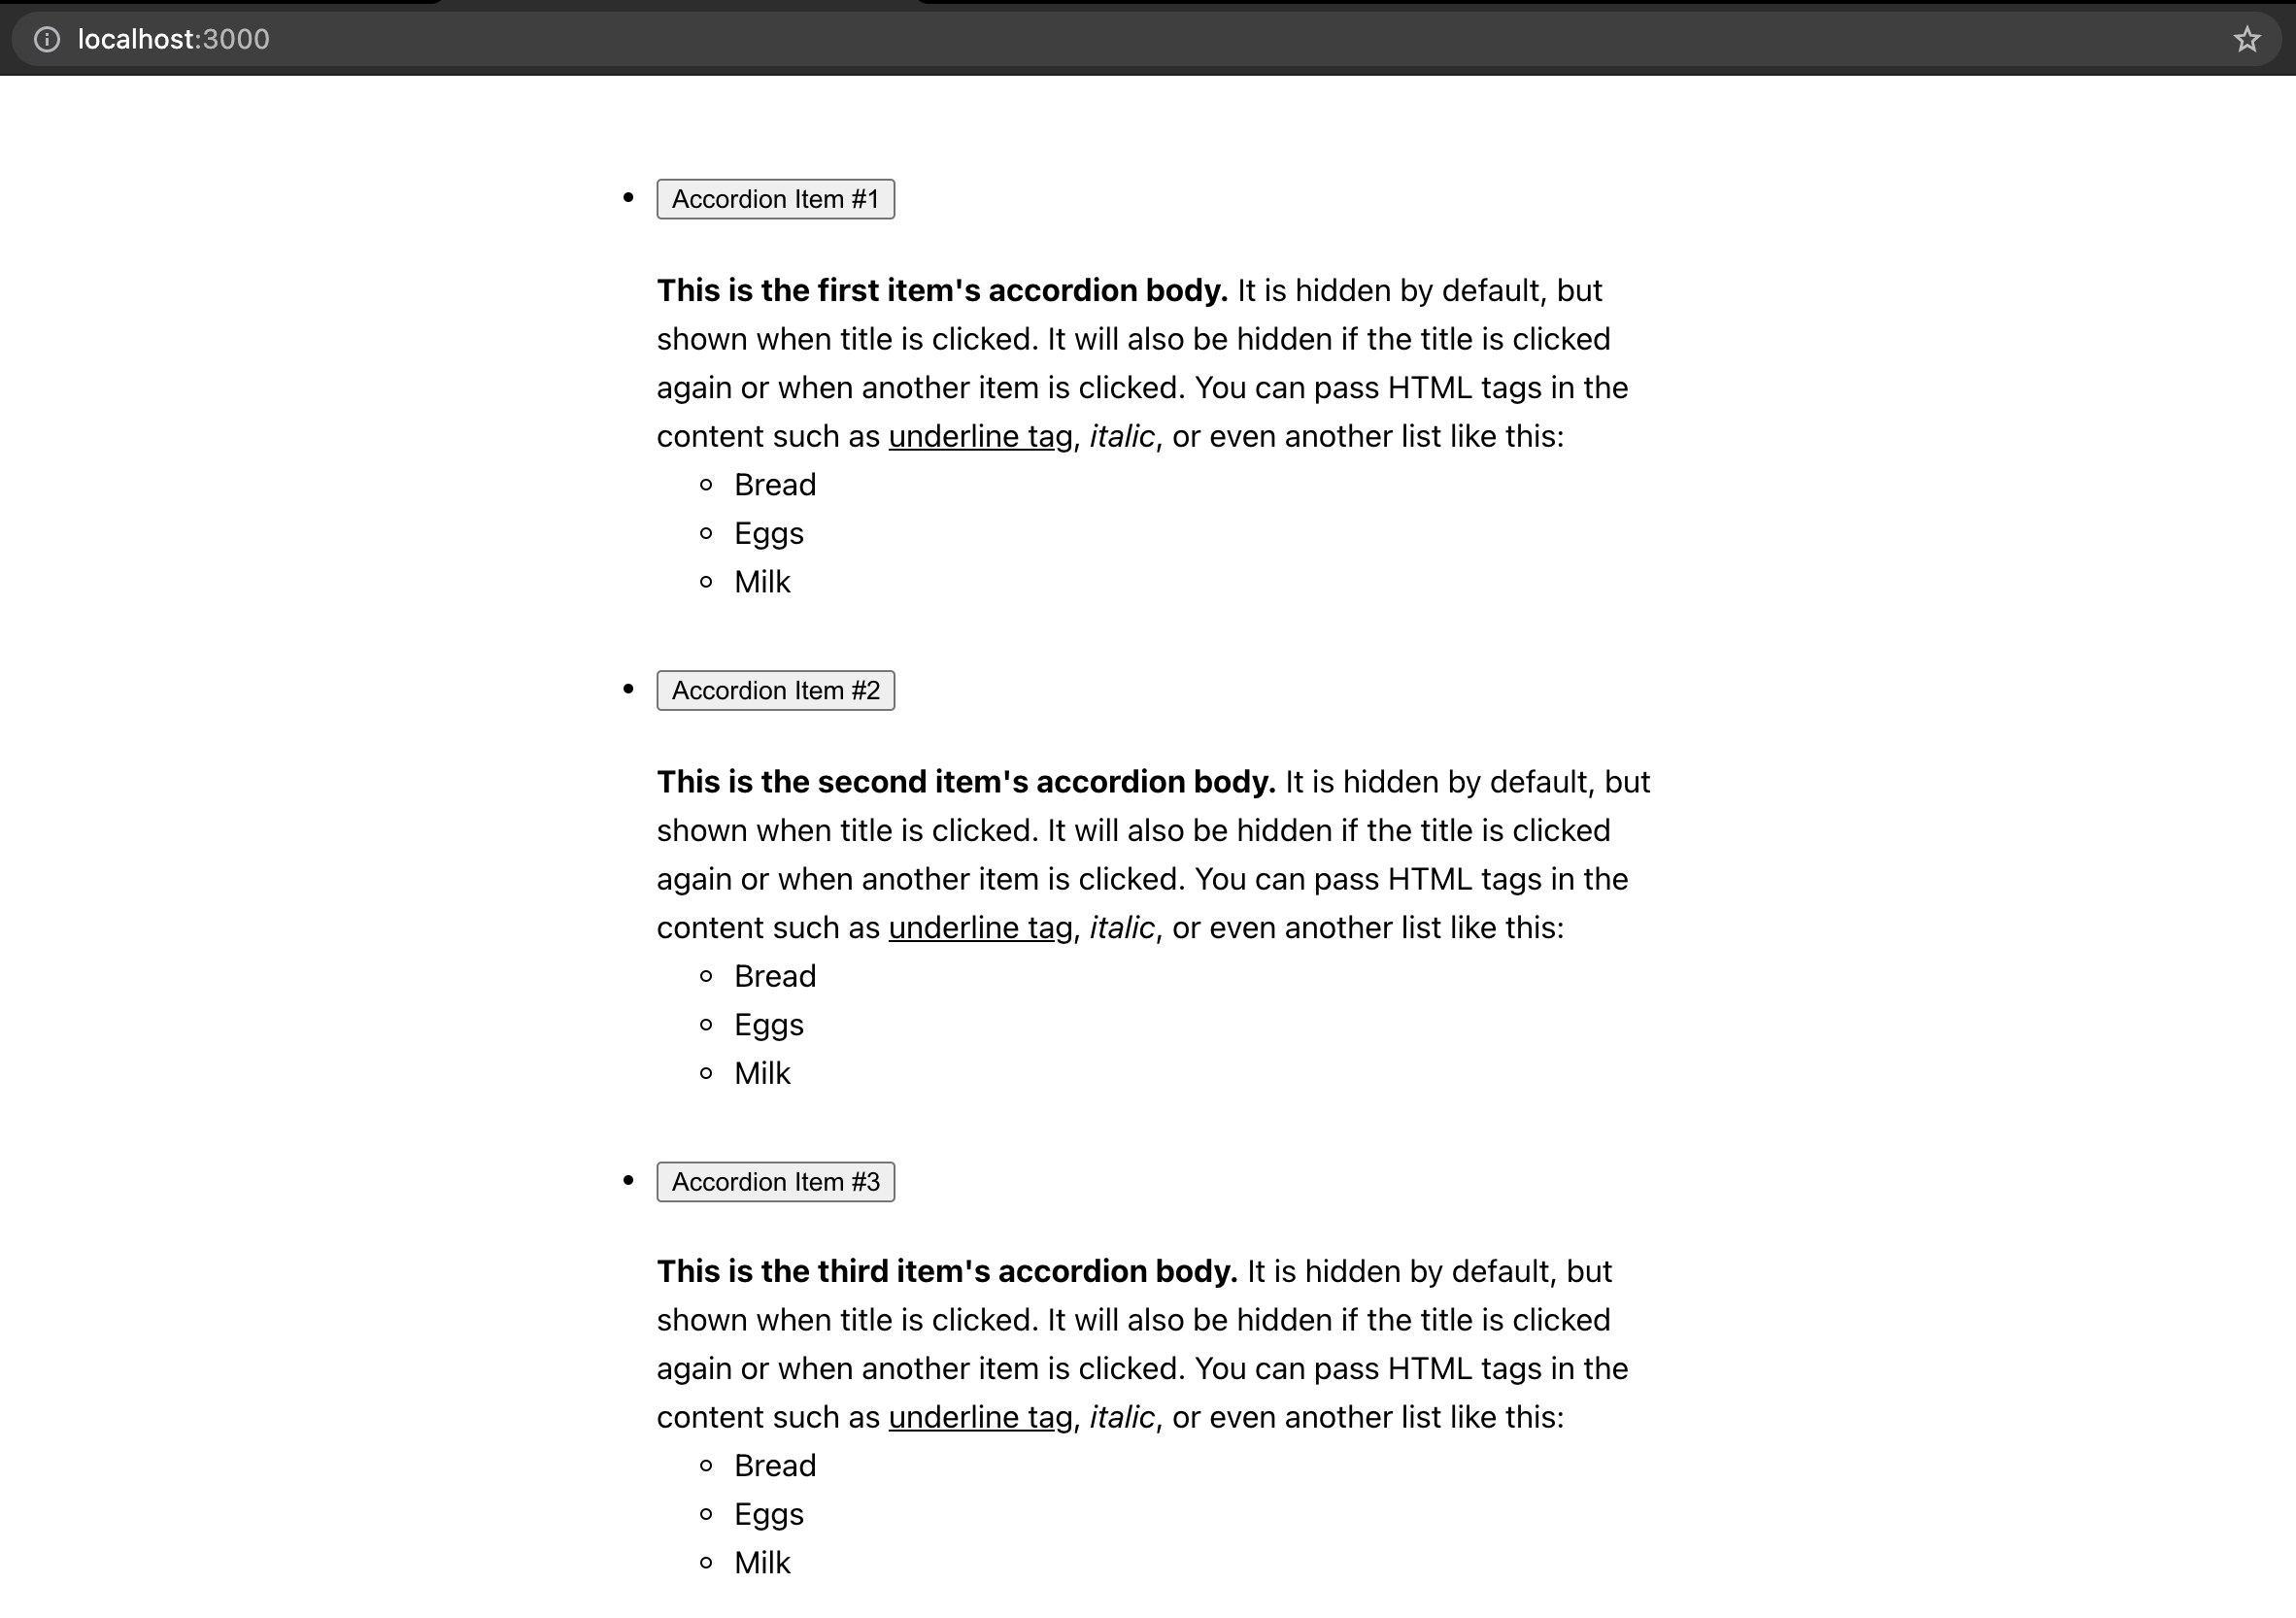 localhost:3000
Accordion Item #1
This is the first item's accordion body. It is hidden by default, but
shown when title is clicked. It will also be hidden if the title is clicked
again or when another item is clicked. You can pass HTML tags in the
content such as underline tag, italic, or even another list like this:
Bread
Eggs
Milk
Accordion Item #2
This is the second item's accordion body. It is hidden by default, but
shown when title is clicked. It will also be hidden if the title is clicked
again or when another item is clicked. You can pass HTML tags in the
content such as underline tag, italic, or even another list like this:
Bread
Eggs
Milk
Accordion Item #3
This is the third item's accordion body. It is hidden by default, but
shown when title is clicked. It will also be hidden if the title is clicked
again or when another item is clicked. You can pass HTML tags in the
content such as underline tag, italic, or even another list like this:
Bread
Eggs
Milk